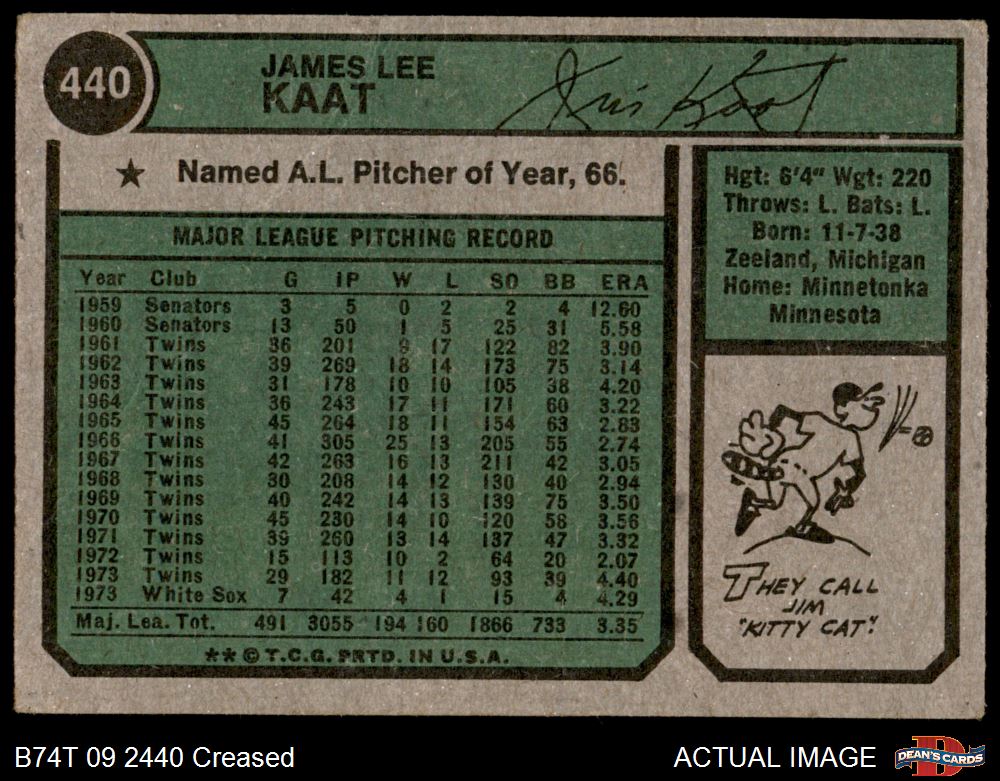 440
JAMES LEE
KAAT
Jim Kaat
★ Named A.L. Pitcher of Year, 66.
MAJOR LEAGUE PITCHING RECORD
Year Club G IP W L SO BB ERA
1959 Senators 3 5 0 2 2 4 12.60
1960 Senators 13 50 1 5 25 31 5.58
1961 Twins 36 201 9 17 122 82 3.90
1962 Twins 39 269 18 14 173 75 3.14
1963 Twins 31 178 10 10 105 38 4.20
1964 Twins 36 243 17 11 171 60 3.22
1965 Twins 45 264 18 11 154 63 2.83
1966 Twins 41 305 25 13 205 55 2.74
1967 Twins 42 263 16 13 211 42 3.05
1968 Twins 30 208 14 12 130 40 2.94
1969 Twins 40 242 14 13 139 75 3.50
1970 Twins 45 230 14 10 120 58 3.56
1971 Twins 39 260 13 14 137 47 3.32
1972 Twins 15 113 10 2 64 20 2.07
1973 Twins 29 182 11 12 93 39 4.40
1973 White Sox 7 42 4 1 15 4 4.29
Maj. Lea. Tot. 491 3055 194 160 1866 733 3.35
** © T.C.G. PRTD. IN U.S.A.
Hgt: 6'4" Wgt: 220
Throws: L. Bats: L.
Born: 11-7-38
Zeeland, Michigan
Home: Minnetonka
Minnesota
THEY CALL
JIM
"KITTY CAT".
B74T 09 2440 Creased
ACTUAL IMAGE
D
DEAN'S CARDS